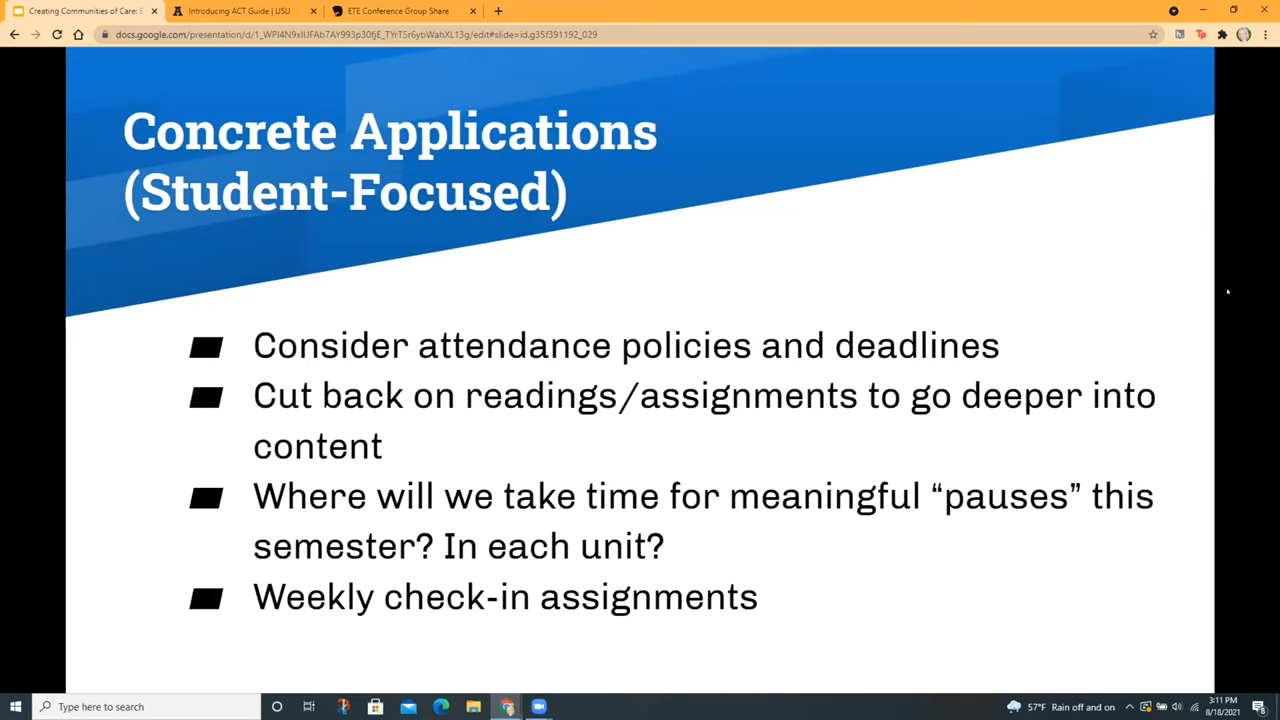 Creating Communities of Care: E
Introducing ACT Guide | USU
ETE Conference Group Share
docs.google.com/presentation/d/1_WPI4N9xlUFAb7AY993p30fjE_TYrT5r6ybWahXL13g/edit#slide=id.g35f391192_029
Concrete Applications
(Student-Focused)
Consider attendance policies and deadlines
Cut back on readings/assignments to go deeper into
content
Where will we take time for meaningful “pauses” this
semester? In each unit?
Weekly check-in assignments
Type here to search
57°F Rain off and on
3:11 PM
8/18/2021